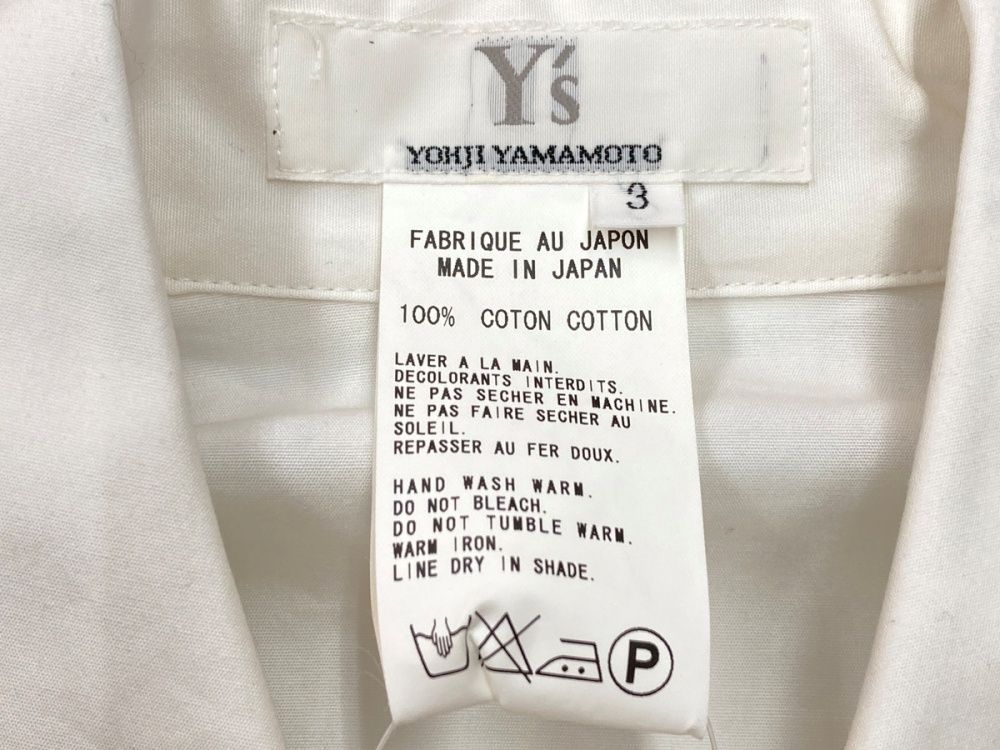 Y's
YOHJI YAMAMOTO
3
FABRIQUE AU JAPON
MADE IN JAPAN
100% COTON COTTON
LAVER A LA MAIN.
DECOLORANTS INTERDITS.
NE PAS SECHER EN MACHINE.
NE PAS FAIRE SECHER AU
SOLEIL.
REPASSER AU FER DOUX.
HAND WASH WARM.
DO NOT BLEACH.
DO NOT TUMBLE WARM.
WARM IRON.
LINE DRY IN SHADE.
P